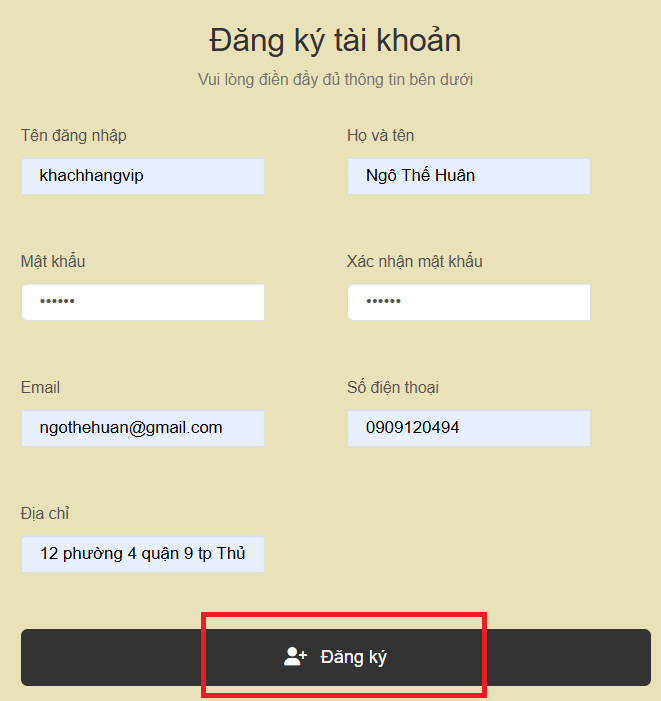 Đăng ký tài khoản
Vui lòng điền đầy đủ thông tin bên dưới
Tên đăng nhập
Họ và tên
khachhangvip
Ngô Thế Huân
Mật khẩu
Xác nhận mật khẩu
••••••
••••••
Email
Số điện thoại
ngothehuan@gmail.com
0909120494
Địa chỉ
12 phường 4 quận 9 tp Thủ
Đăng ký